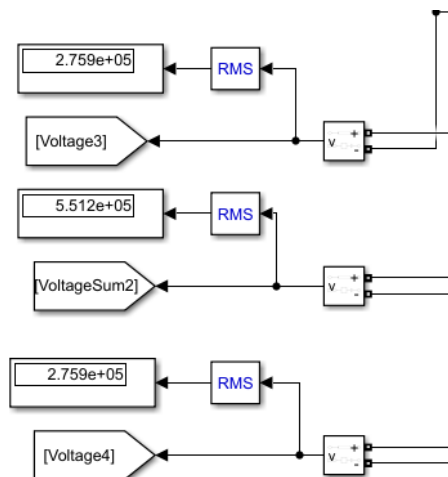 2.759e+05
RMS
[Voltage3]
v
+
-
5.512e+05
RMS
[VoltageSum2]
v
+
-
2.759e+05
RMS
[Voltage4]
v
+
-